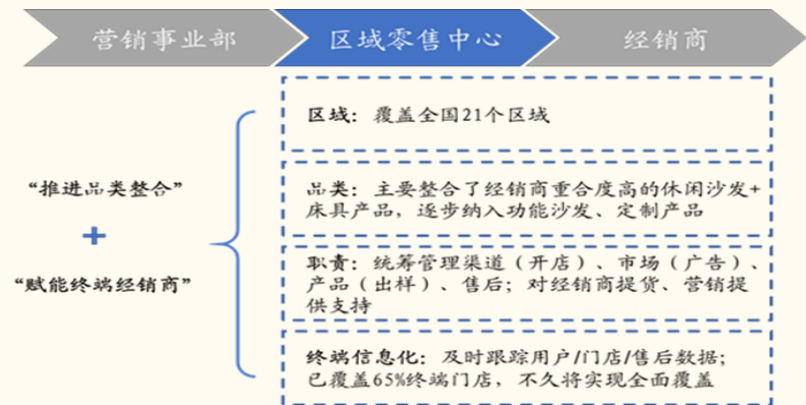 营销事业部
区域零售中心
经销商
区域：覆盖全国21个区域
“推进品类整合”
+
“赋能终端经销商”
品类：主要整合了经销商重合度高的休闲沙发+
床具产品，逐步纳入功能沙发、定制产品
职责：统筹管理渠道（开店）、市场（广告）、
产品（出样）、售后；对经销商提货、营销提
供支持
终端信息化：及时跟踪用户/门店/售后数据；
已覆盖65%终端门店，不久将实现全面覆盖